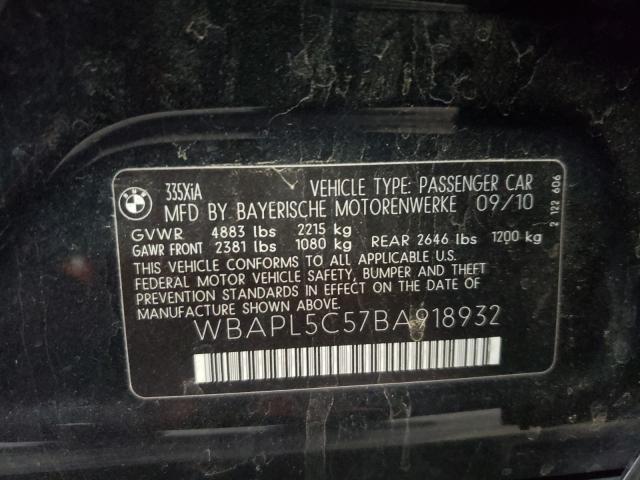 BMW
335XiA VEHICLE TYPE: PASSENGER CAR
MFD BY BAYERISCHE MOTORENWERKE 09/10
GVWR 4883 lbs 2215 kg
GAWR FRONT 2381 lbs 1080 kg REAR 2646 lbs 1200 kg
THIS VEHICLE CONFORMS TO ALL APPLICABLE U.S.
FEDERAL MOTOR VEHICLE SAFETY, BUMPER AND THEFT
PREVENTION STANDARDS IN EFFECT ON THE DATE OF
MANUFACTURE SHOWN ABOVE.
WBAPL5C57BA918932
2 122 606